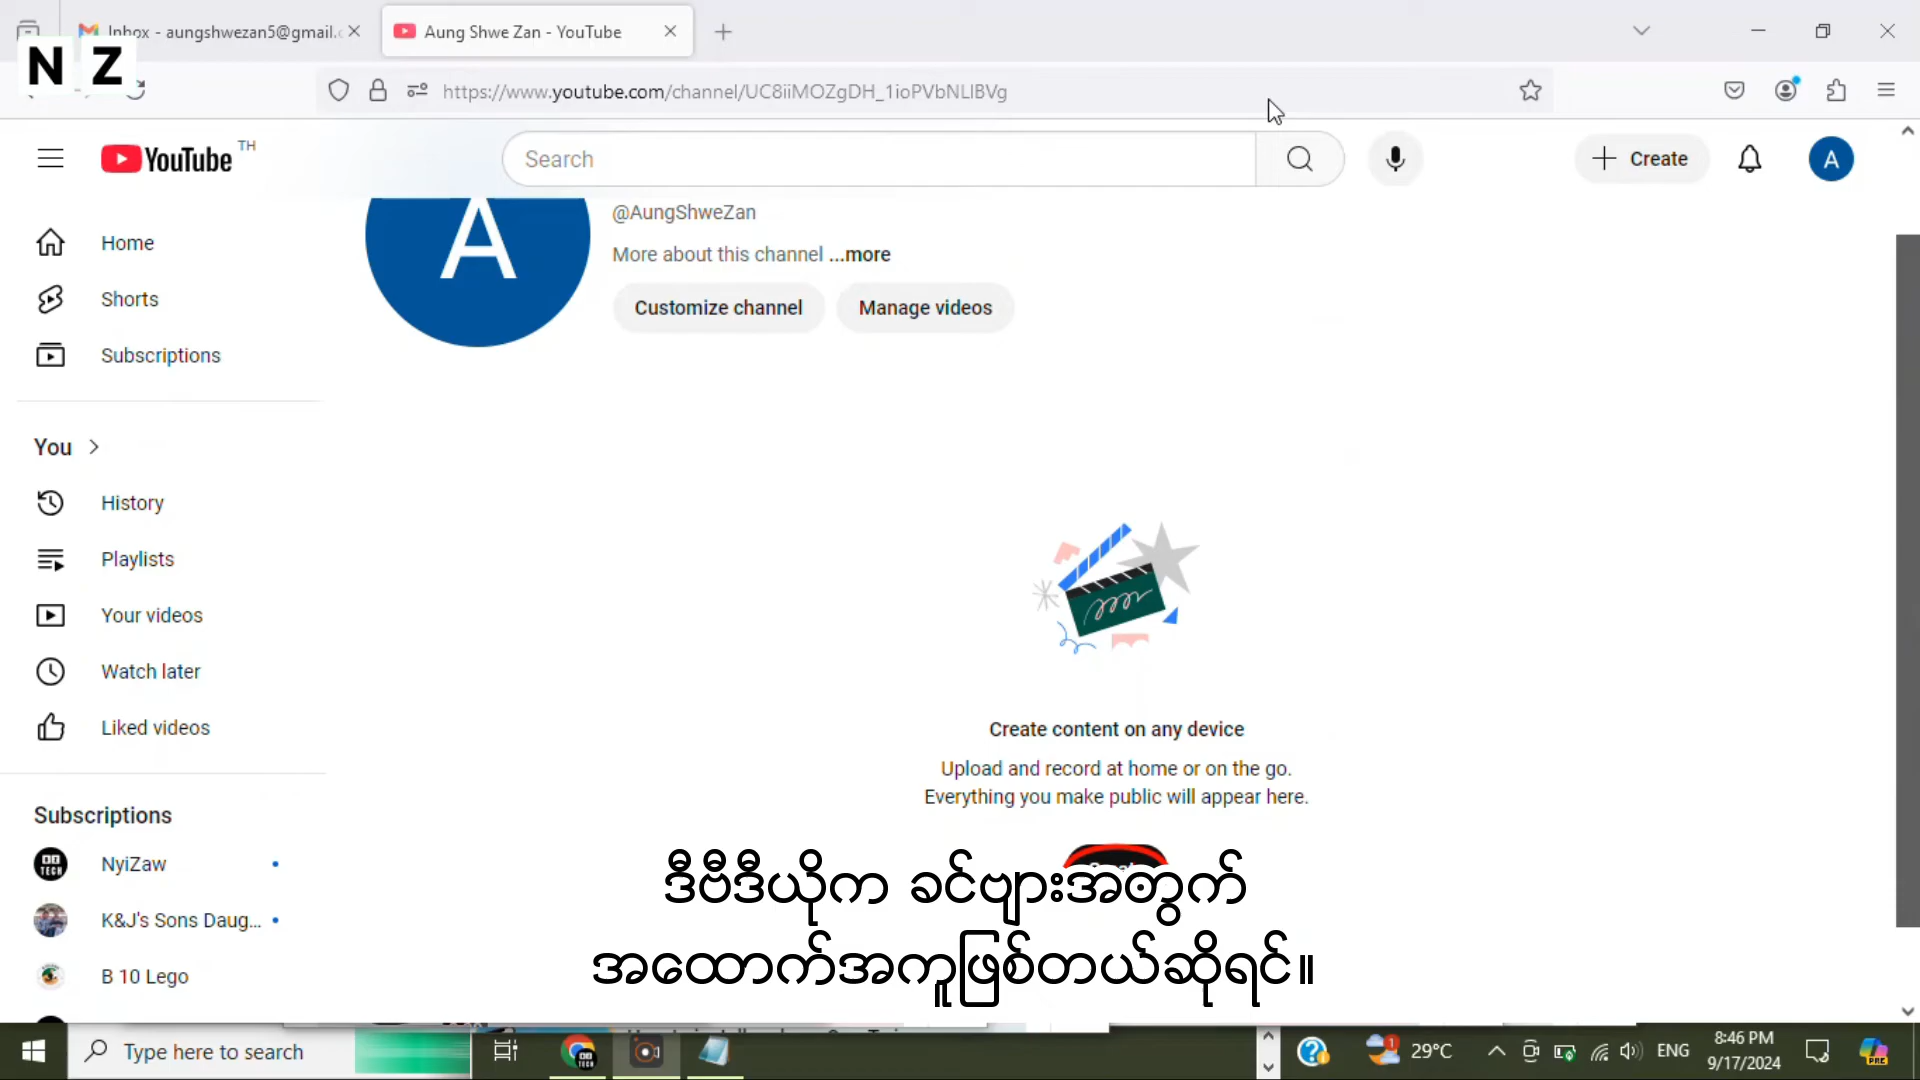 Inbox - aungshwezan5@gmail.c
Aung Shwe Zan - YouTube
N Z
https://www.youtube.com/channel/UC8iiMOZgDH_1ioPVbNLlBVg
YouTube TH
Search
Create
A
A
@AungShweZan
More about this channel ...more
Customize channel
Manage videos
Home
Shorts
Subscriptions
You
History
Playlists
Your videos
Watch later
Liked videos
Subscriptions
NyiZaw
K&J's Sons Daug...
B 10 Lego
Create content on any device
Upload and record at home or on the go.
Everything you make public will appear here.
ဒီဗီဒီယိုက ခင်ဗျားအတွက်
အထောက်အကူဖြစ်တယ်ဆိုရင်။
Type here to search
1
29°C
ENG
8:46 PM
9/17/2024
PRE